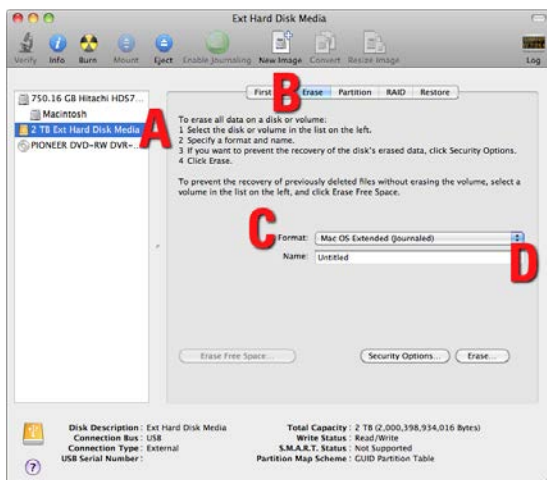 Ext Hard Disk Media
Verify Info Burn Mount Eject Enable Journaling New Image Convert Resize Image Log
750.16 GB Hitachi HDS7...
Macintosh
2 TB Ext Hard Disk Media
PIONEER DVD-RW DVR-...
A
First B Erase Partition RAID Restore
To erase all data on a disk or volume:
1 Select the disk or volume in the list on the left.
2 Specify a format and name.
3 If you want to prevent the recovery of the disk's erased data, click Security Options.
4 Click Erase.
To prevent the recovery of previously deleted files without erasing the volume, select a
volume in the list on the left, and click Erase Free Space.
C
Format: Mac OS Extended (Journaled)
Name: Untitled
D
Erase Free Space... Security Options... Erase...
Disk Description : Ext Hard Disk Media Total Capacity : 2 TB (2,000,398,934,016 Bytes)
Connection Bus : USB Write Status : Read/Write
Connection Type : External S.M.A.R.T. Status : Not Supported
USB Serial Number : Partition Map Scheme : GUID Partition Table
?